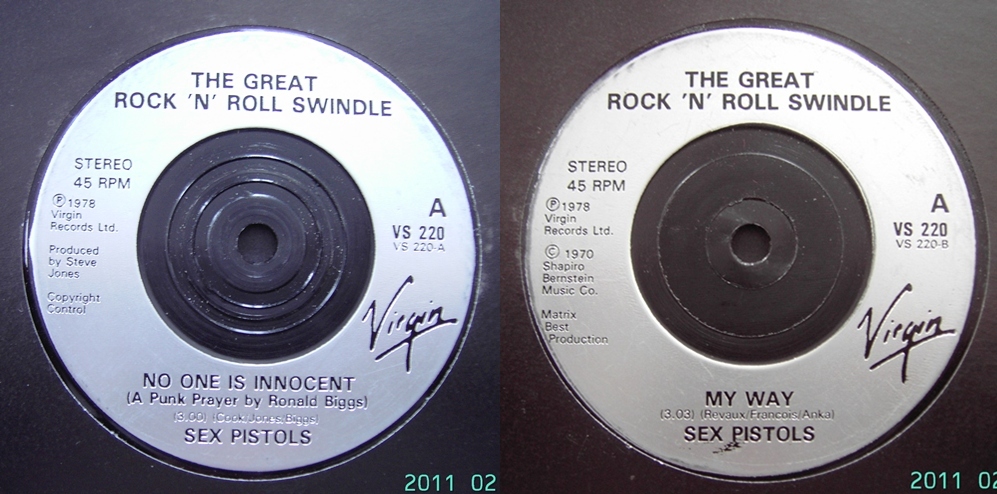 THE GREAT
ROCK 'N' ROLL SWINDLE
STEREO
45 RPM
Ⓟ1978
Virgin
Records Ltd.
Produced
by Steve
Jones
Copyright
Control
A
VS 220
VS 220-A
Virgin
NO ONE IS INNOCENT
(A Punk Prayer by Ronald Biggs)
(3.00) (Cook/Jones/Biggs)
SEX PISTOLS
2011 02
THE GREAT
ROCK 'N' ROLL SWINDLE
STEREO
45 RPM
Ⓟ1978
Virgin
Records Ltd.
© 1970
Shapiro
Bernstein
Music Co.
Matrix
Best
Production
A
VS 220
VS 220-B
Virgin
MY WAY
(3.03) (Revaux/Francois/Anka)
SEX PISTOLS
2011 02